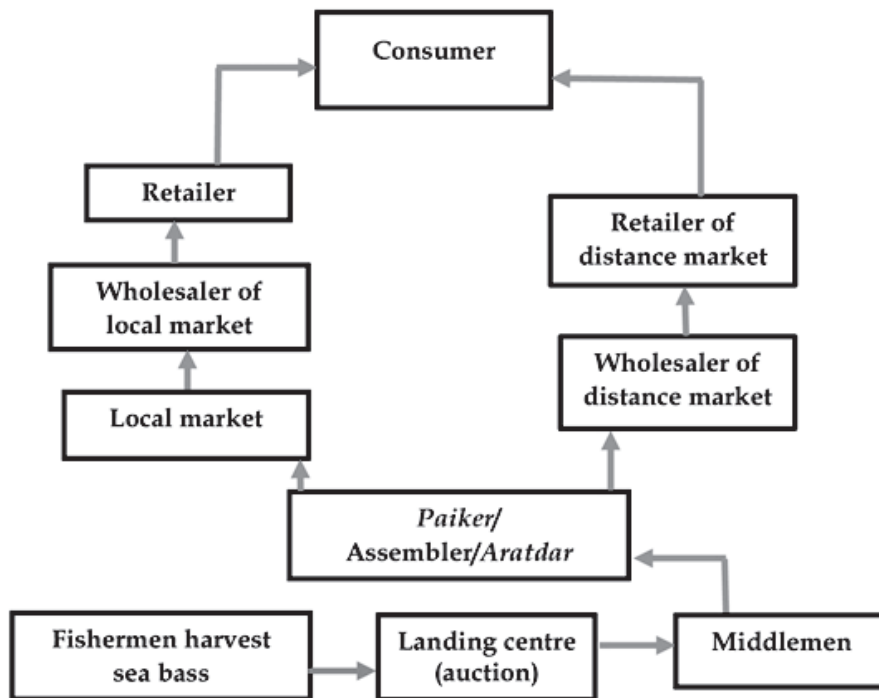 Consumer
Retailer
Retailer of
distance market
Wholesaler of
local market
Wholesaler of
distance market
Local market
Paiker/
Assembler/Aratdar
Fishermen harvest
sea bass
Landing centre
(auction)
Middlemen